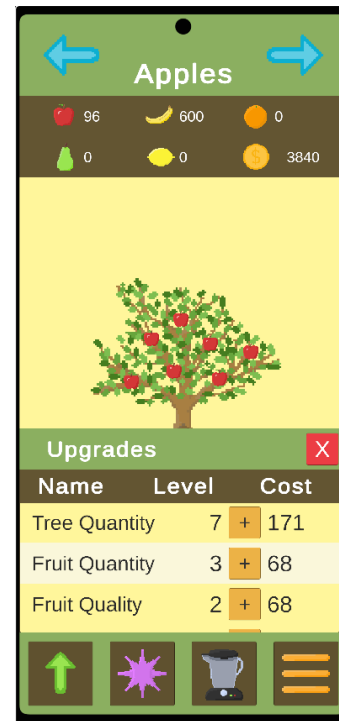 Apples
96 600 0
0 0 $ 3840
Upgrades X
Name Level Cost
Tree Quantity 7 + 171
Fruit Quantity 3 + 68
Fruit Quality 2 + 68